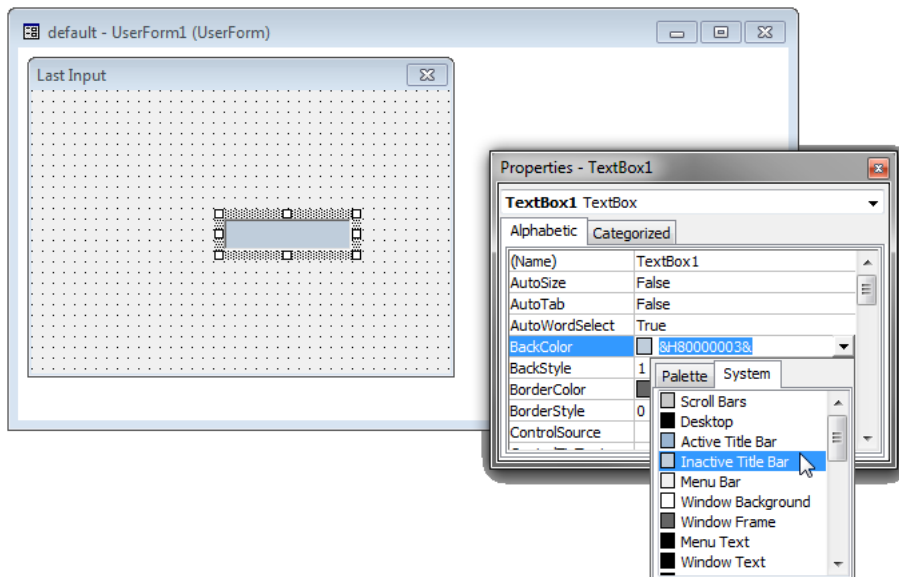 default - UserForm1 (UserForm)
Last Input
Properties - TextBox1
TextBox1 TextBox
Alphabetic Categorized
(Name) TextBox1
AutoSize False
AutoTab False
AutoWordSelect True
BackColor &H80000003&
BackStyle 1
BorderColor
BorderStyle 0
ControlSource
Palette System
Scroll Bars
Desktop
Active Title Bar
Inactive Title Bar
Menu Bar
Window Background
Window Frame
Menu Text
Window Text